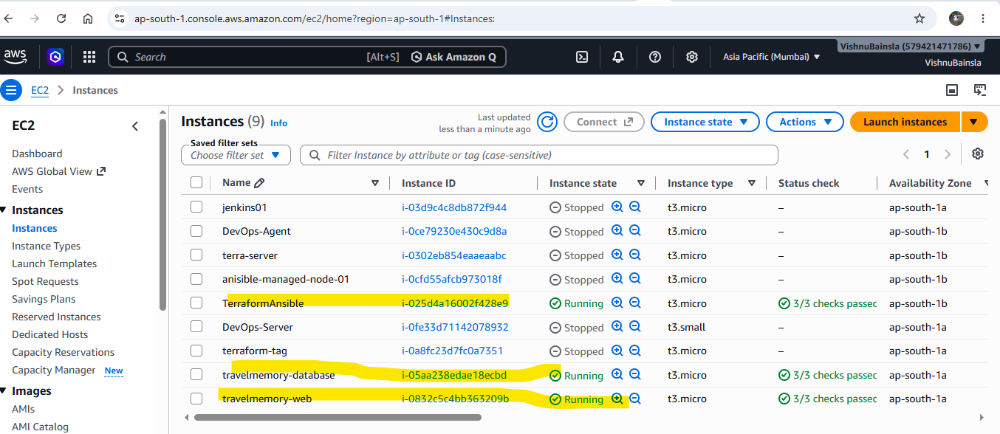 ap-south-1.console.aws.amazon.com/ec2/home?region=ap-south-1#Instances:
aws Search [Alt+S] Ask Amazon Q Asia Pacific (Mumbai) VishnuBainsla (579421471786)
VishnuBainsla
EC2 Instances
EC2
Dashboard
AWS Global View
Events
Instances
Instances
Instance Types
Launch Templates
Spot Requests
Savings Plans
Reserved Instances
Dedicated Hosts
Capacity Reservations
Capacity Manager New
Images
AMIs
AMI Catalog
Instances (9) Info
Last updated
less than a minute ago
Connect Instance state Actions Launch instances
Saved filter sets
Choose filter set Filter Instance by attribute or tag (case-sensitive) 1
Name Instance ID Instance state Instance type Status check Availability Zone
jenkins01 i-03d9c4c8db872f944 Stopped t3.micro – ap-south-1a
DevOps-Agent i-0ce79230e430c9d8a Stopped t3.micro – ap-south-1b
terra-server i-0302eb854eaaeaabc Stopped t3.micro – ap-south-1b
anisible-managed-node-01 i-0cfd55afcb973018f Stopped t3.micro – ap-south-1b
TerraformAnsible i-025d4a16002f428e9 Running t3.micro 3/3 checks passed ap-south-1b
DevOps-Server i-0fe33d71142078932 Stopped t3.small – ap-south-1a
terraform-tag i-0a8fc23d7fc0a7351 Stopped t3.micro – ap-south-1a
travelmemory-database i-05aa238edae18ecbd Running t3.micro 3/3 checks passed ap-south-1a
travelmemory-web i-0832c5c4bb363209b Running t3.micro 3/3 checks passed ap-south-1a